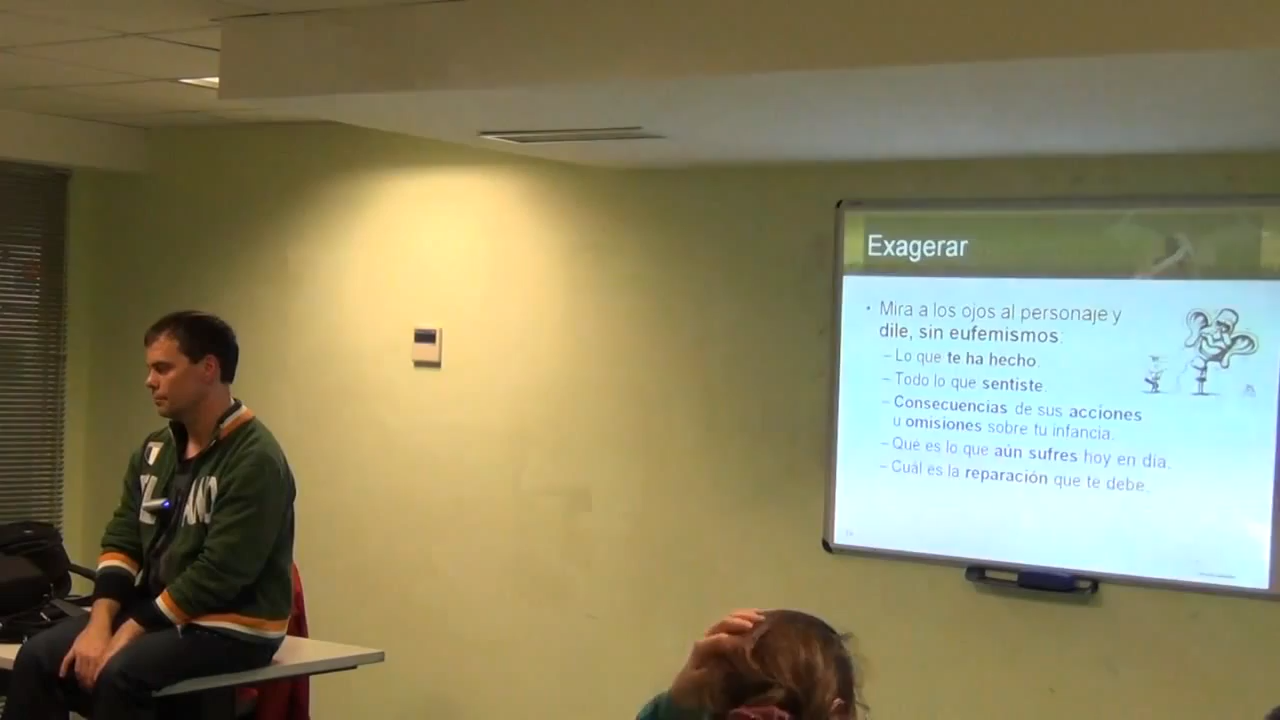 Exagerar
• Mira a los ojos al personaje y
dile, sin eufemismos:
– Lo que te ha hecho.
– Todo lo que sentiste.
– Consecuencias de sus acciones
u omisiones sobre tu infancia.
– Qué es lo que aún sufres hoy en día.
– Cuál es la reparación que te debe.